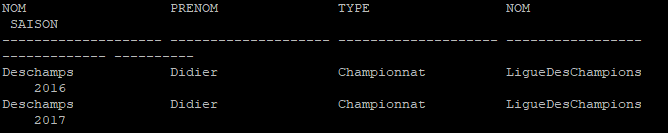 NOM PRENOM TYPE NOM
SAISON
-------------------- -------------------- -------------------- -----------------
------------- ----------
Deschamps Didier Championnat LigueDesChampions
2016
Deschamps Didier Championnat LigueDesChampions
2017